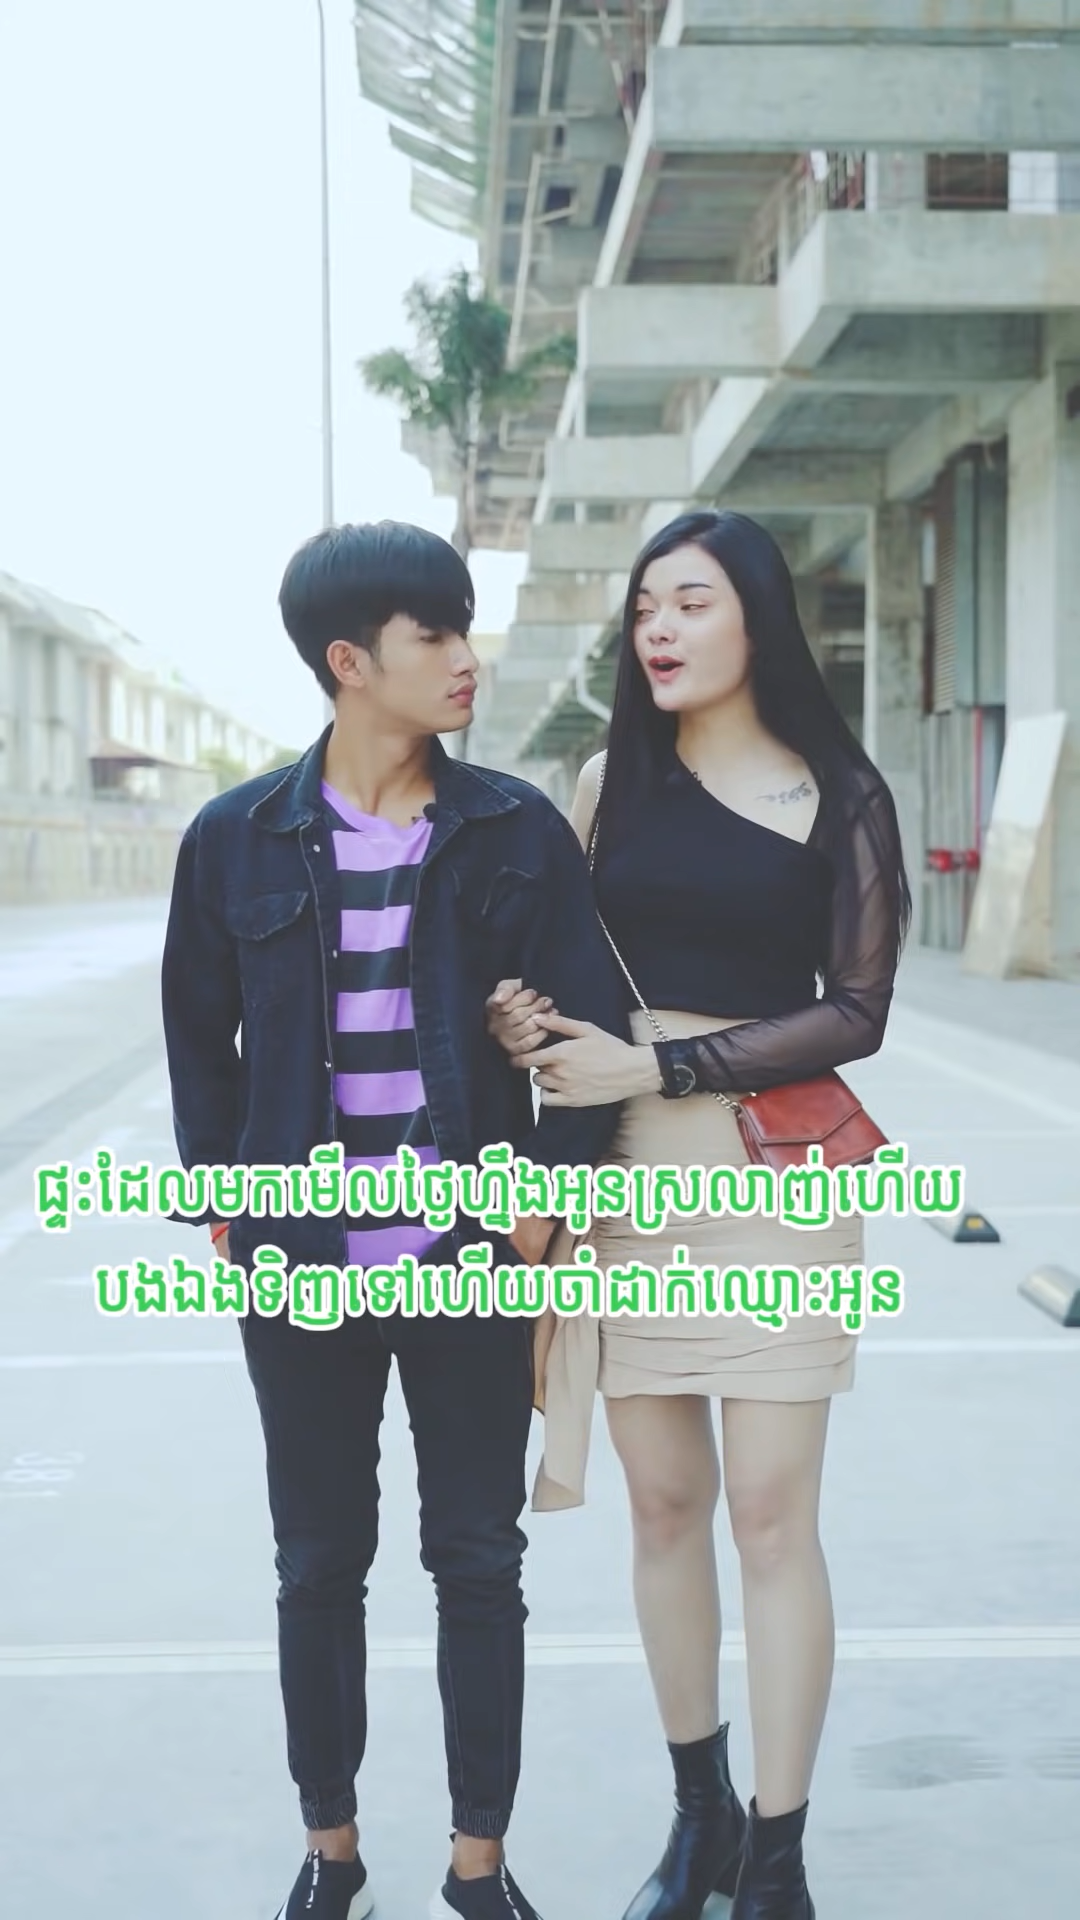 ផ្ទះដែលមកមើលថ្ងៃហ្នឹងអូនស្រលាញ់ហើយ
បងឯងទិញទៅហើយចាំដាក់ឈ្មោះអូន
381